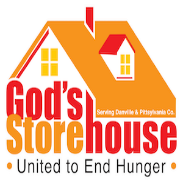 God's
Serving Danville & Pittsylvania Co.
Storehouse
• United to End Hunger •